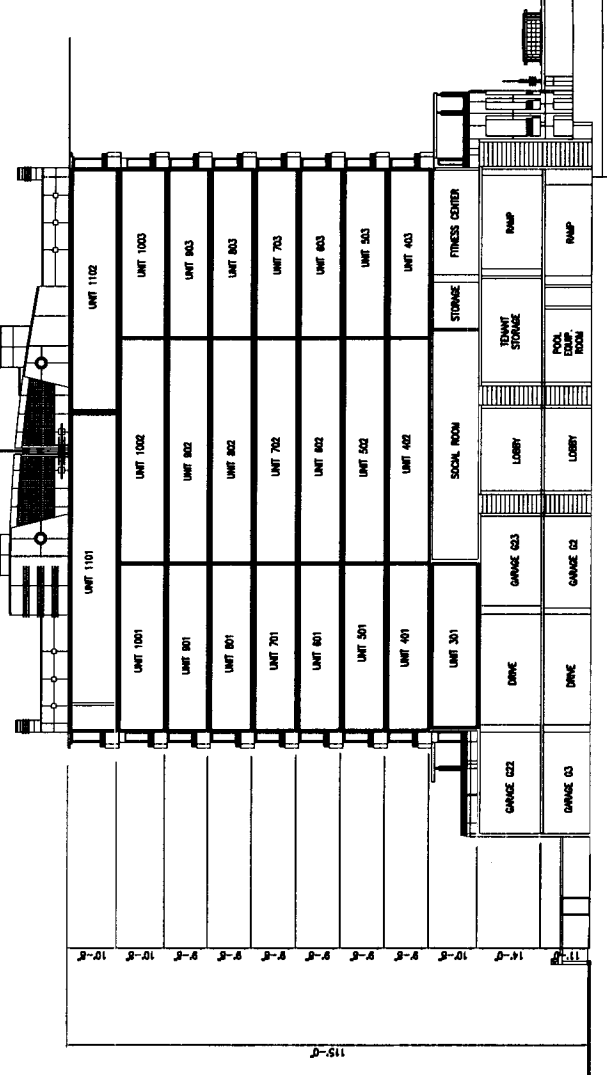 UNIT 1101
UNIT 1102
UNIT 1001
UNIT 1002
UNIT 1003
UNIT 901
UNIT 902
UNIT 903
UNIT 801
UNIT 802
UNIT 803
UNIT 701
UNIT 702
UNIT 703
UNIT 601
UNIT 602
UNIT 603
UNIT 501
UNIT 502
UNIT 503
UNIT 401
UNIT 402
UNIT 403
UNIT 301
SOCIAL ROOM
STORAGE
FITNESS CENTER
GARAGE G22
DRIVE
GARAGE G23
LOBBY
TENANT
STORAGE
RAMP
GARAGE G3
DRIVE
GARAGE G2
LOBBY
POOL
EQUIP.
ROOM
RAMP
10'-8"
10'-8"
9'-8"
9'-8"
9'-8"
9'-8"
9'-8"
9'-8"
10'-8"
14'-0"
11'-0"
115'-0"